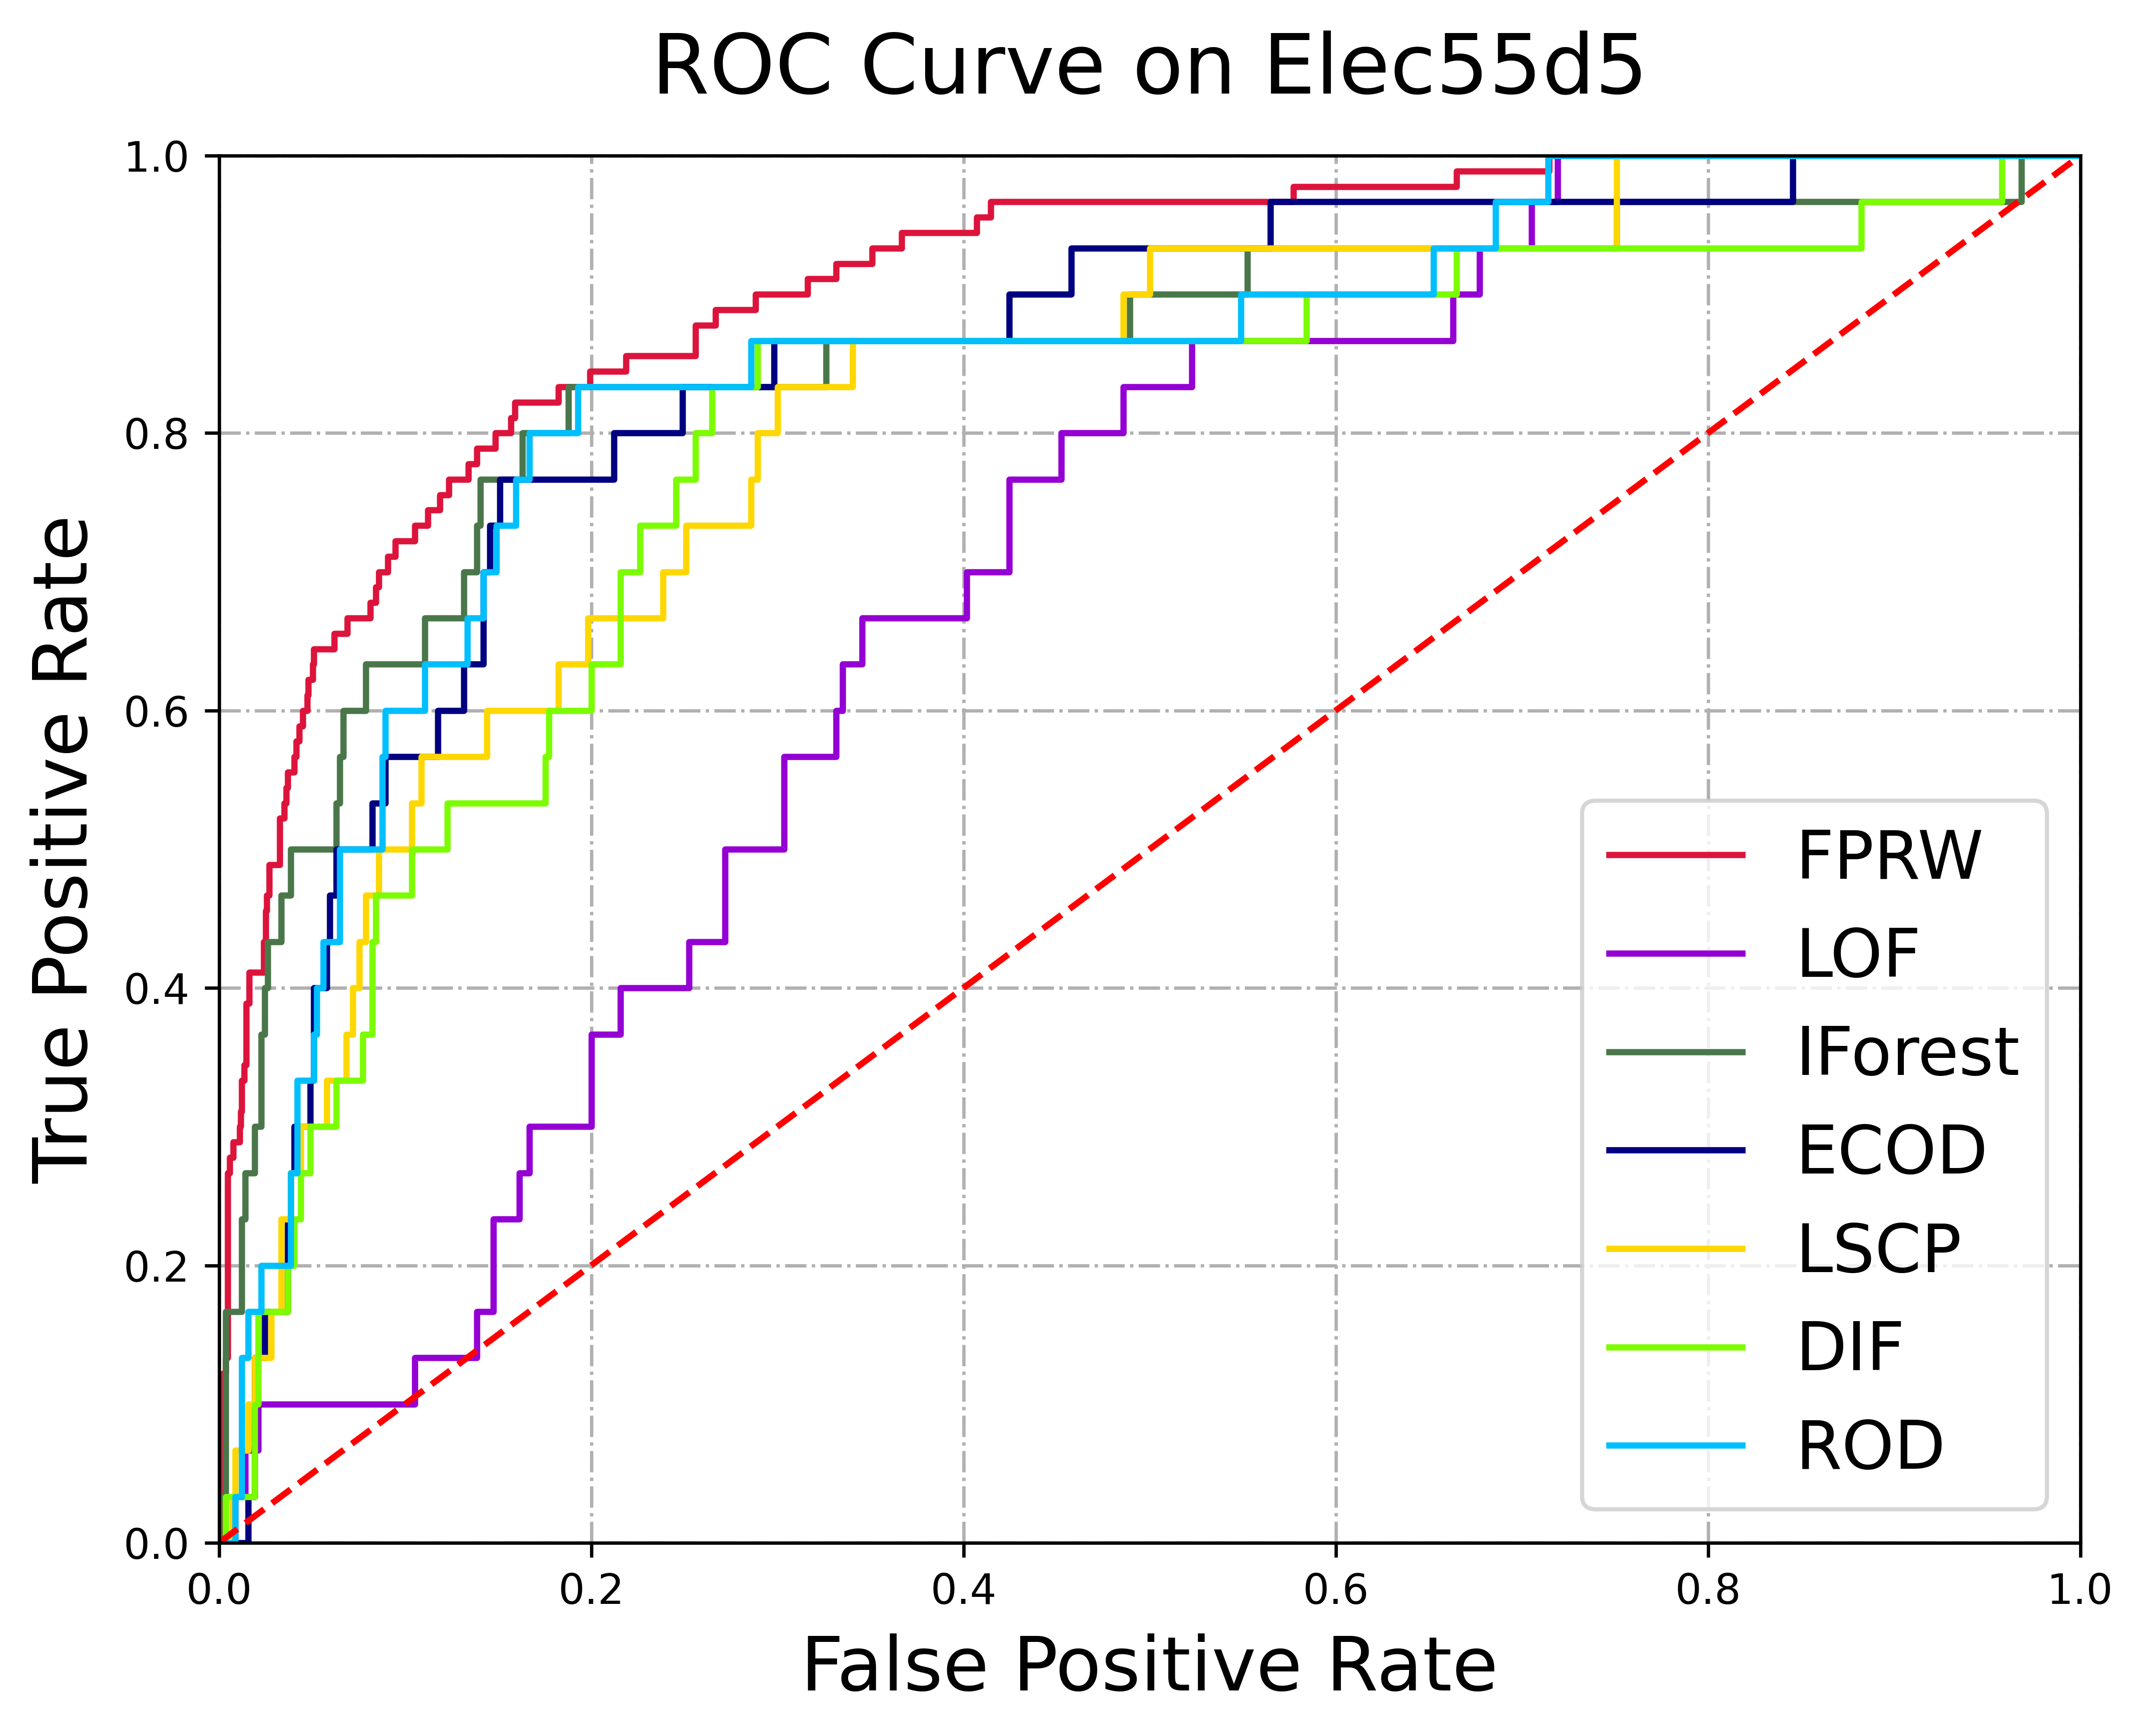 ROC Curve on Elec55d5
True Positive Rate
1.0
0.8
0.6
0.4
0.2
0.0
0.0 0.2 0.4 0.6 0.8 1.0
False Positive Rate
FPRW
LOF
IForest
ECOD
LSCP
DIF
ROD